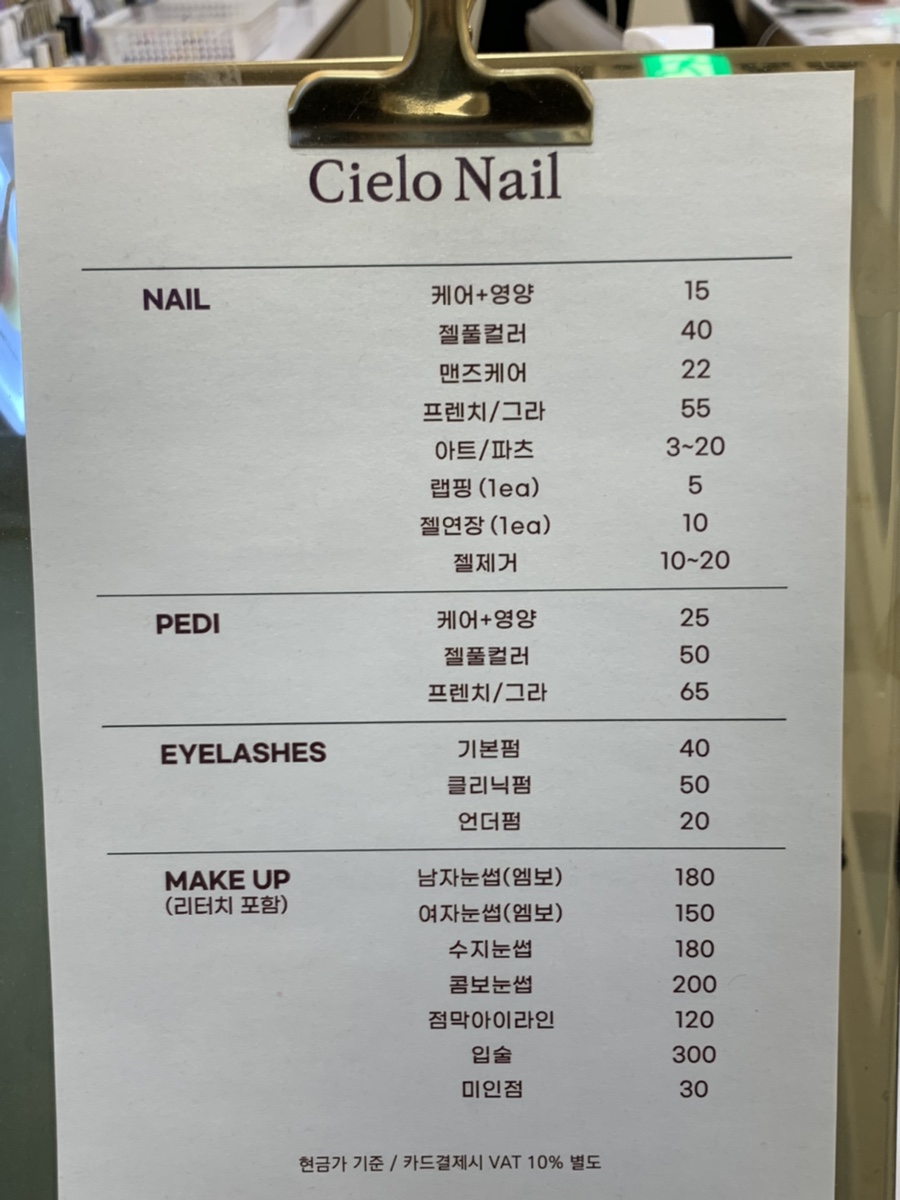 Cielo Nail
NAIL 케어+영양 15
젤풀컬러 40
맨즈케어 22
프렌치/그라 55
아트/파츠 3~20
랩핑 (1ea) 5
젤연장 (1ea) 10
젤제거 10~20
PEDI 케어+영양 25
젤풀컬러 50
프렌치/그라 65
EYELASHES 기본펌 40
클리닉펌 50
언더펌 20
MAKE UP 남자눈썹(엠보) 180
(리터치 포함)
여자눈썹(엠보) 150
수지눈썹 180
콤보눈썹 200
점막아이라인 120
입술 300
미인점 30
현금가 기준 / 카드결제시 VAT 10% 별도